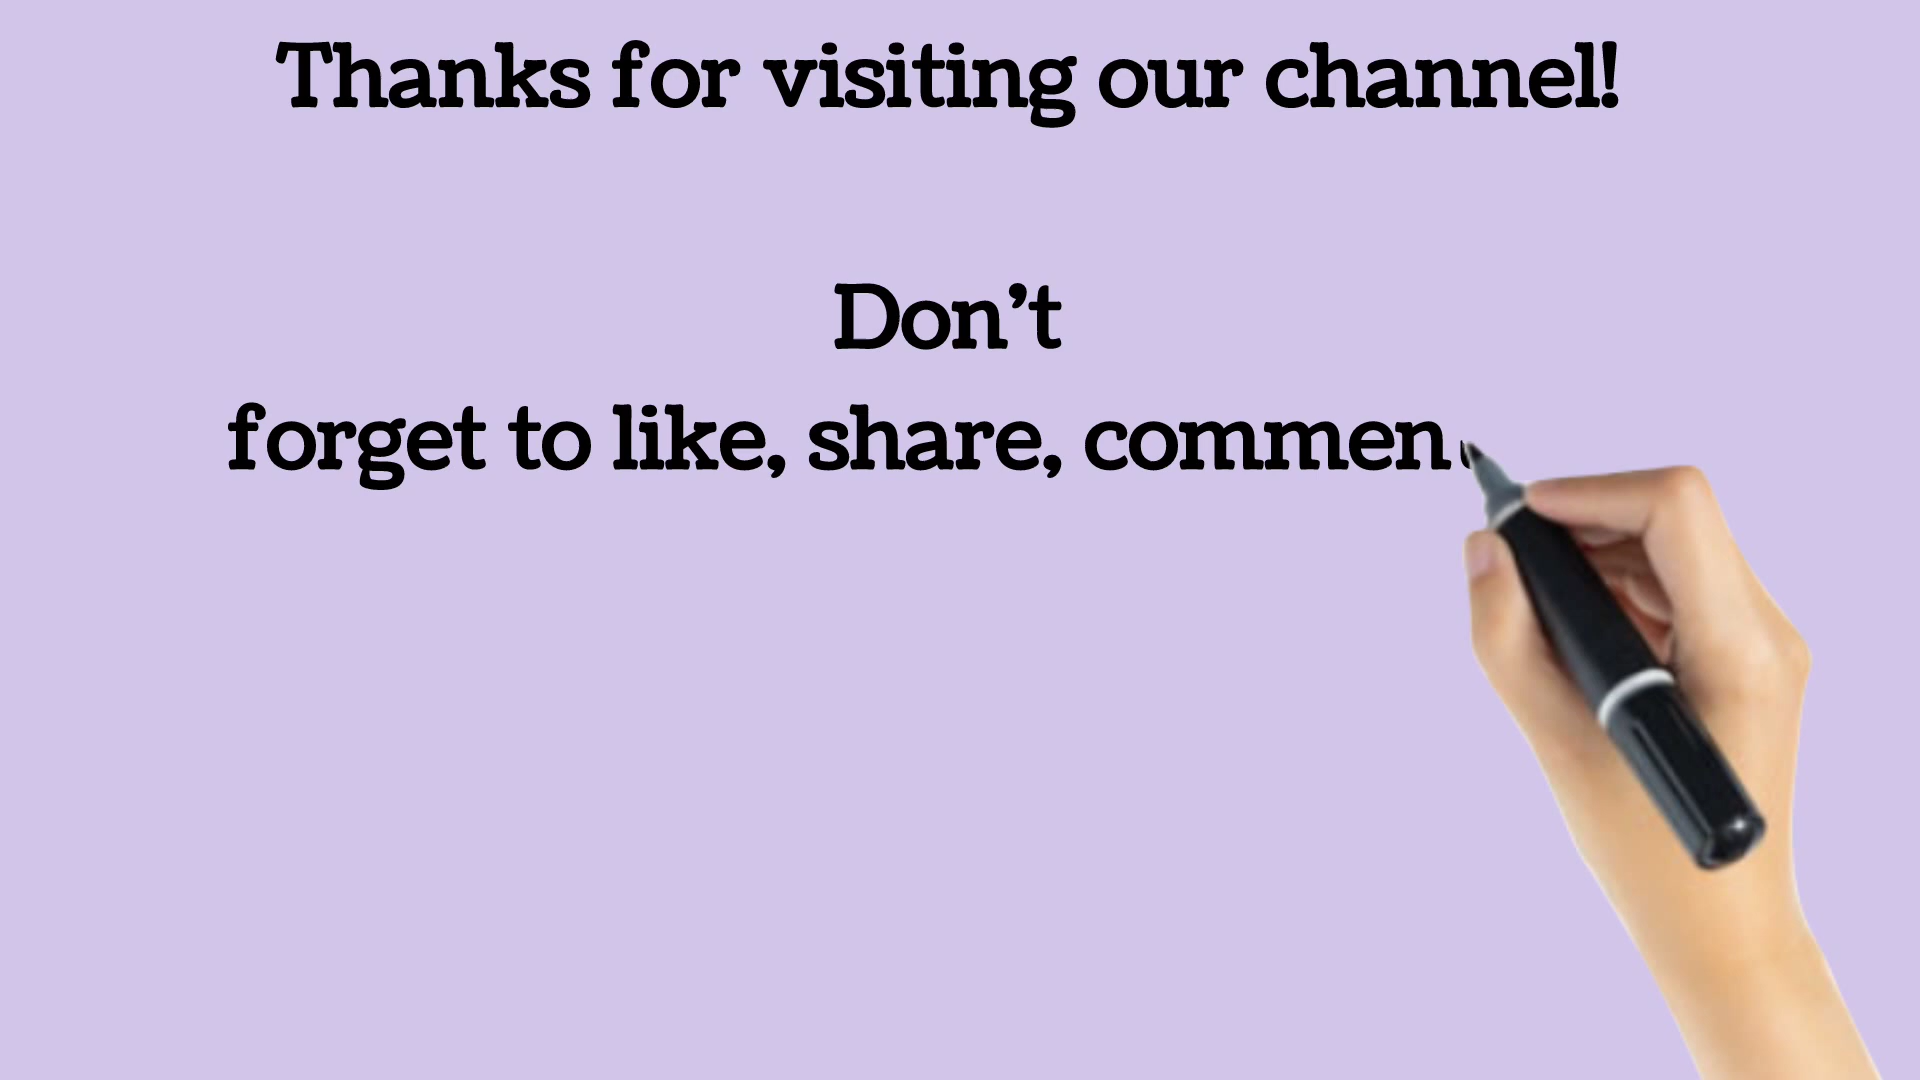 Thanks for visiting our channel!
Don’t
forget to like, share, commen